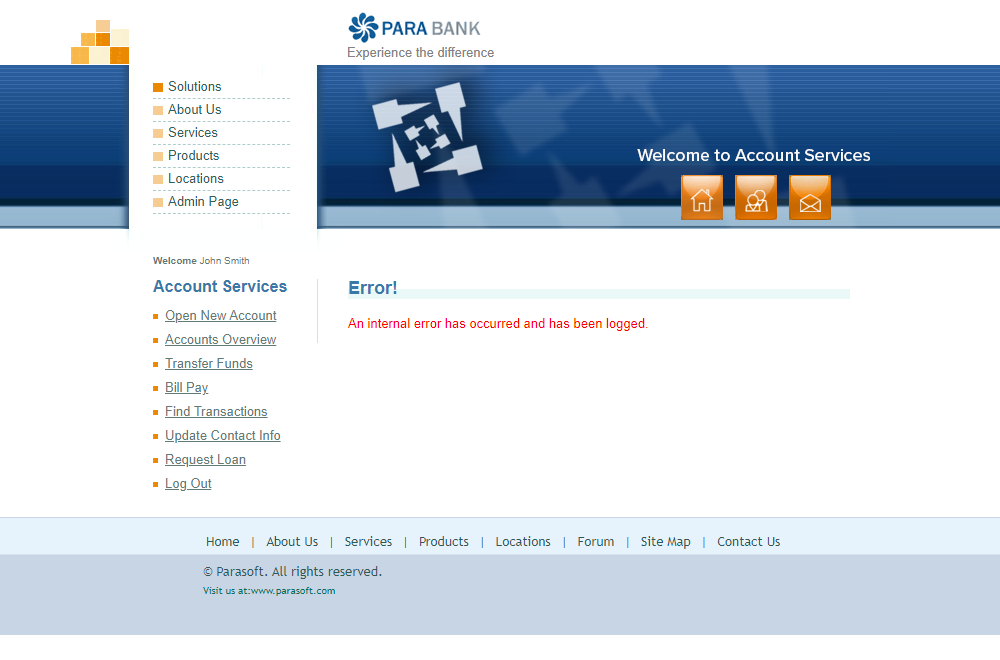 PARA BANK
Experience the difference
Solutions
About Us
Services
Products
Locations
Admin Page
Welcome to Account Services
Welcome John Smith
Account Services
Open New Account
Accounts Overview
Transfer Funds
Bill Pay
Find Transactions
Update Contact Info
Request Loan
Log Out
Error!
An internal error has occurred and has been logged.
Home | About Us | Services | Products | Locations | Forum | Site Map | Contact Us
© Parasoft. All rights reserved.
Visit us at:www.parasoft.com